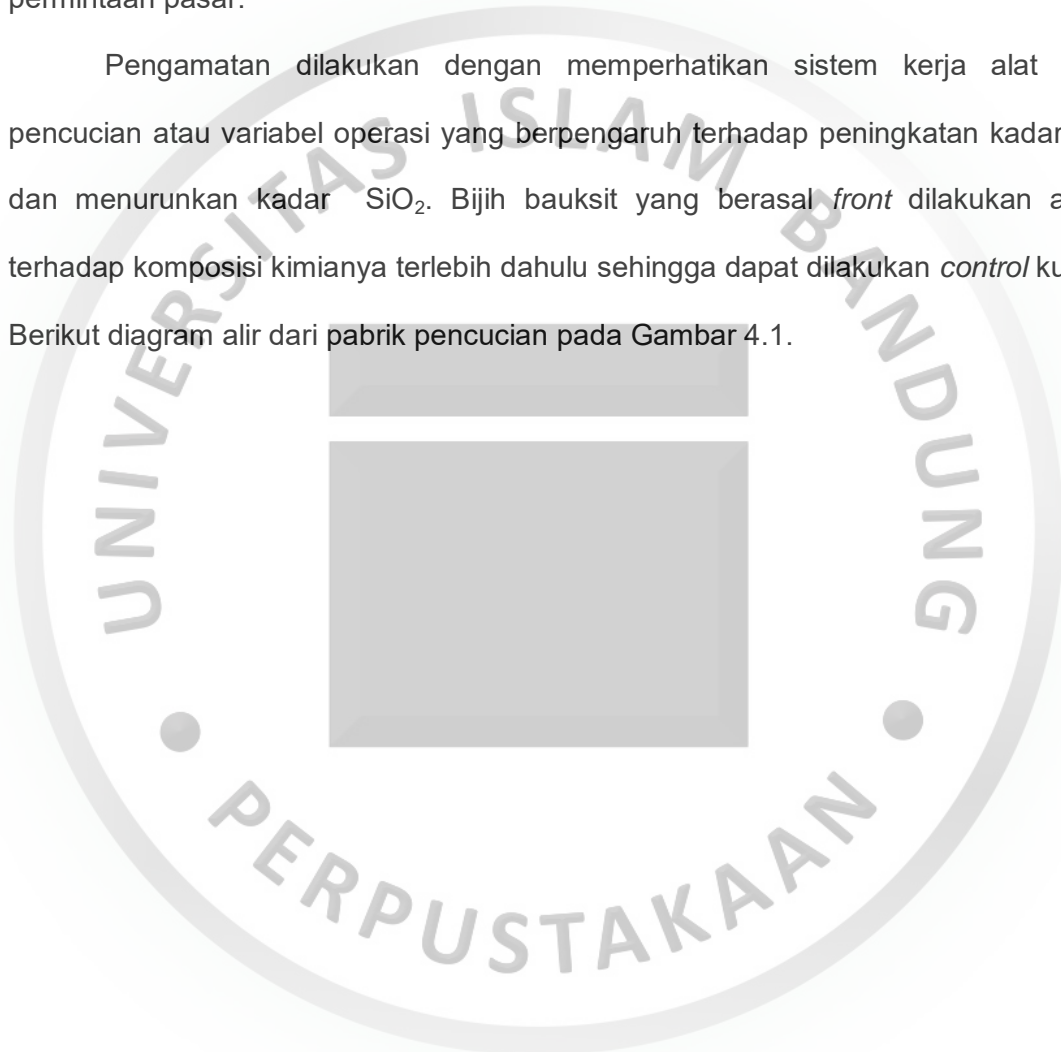 permintaan pasar.
Pengamatan dilakukan dengan memperhatikan sistem kerja alat
pencucian atau variabel operasi yang berpengaruh terhadap peningkatan kadar
dan menurunkan kadar SiO₂. Bijih bauksit yang berasal front dilakukan a
terhadap komposisi kimianya terlebih dahulu sehingga dapat dilakukan control ku
Berikut diagram alir dari pabrik pencucian pada Gambar 4.1.
UNIVERSITAS ISLAM BANDUNG
PERPUSTAKAAN